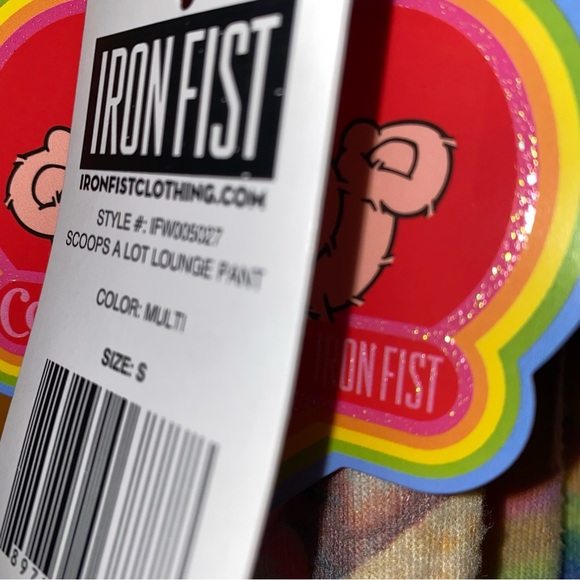 IRON FIST
IRONFISTCLOTHING.COM
STYLE #: IFW005027
SCOOPS A LOT LOUNGE PANT
COLOR: MULTI
SIZE: S
IRON FIST